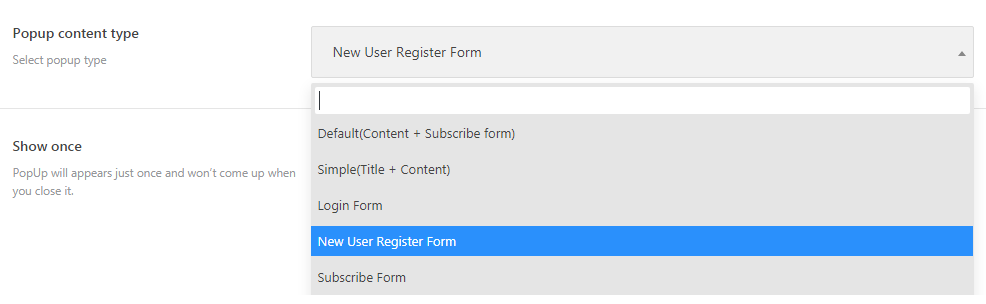 Popup content type
Select popup type
New User Register Form
Default(Content + Subscribe form)
Simple(Title + Content)
Login Form
New User Register Form
Subscribe Form
Show once
PopUp will appears just once and won't come up when
you close it.